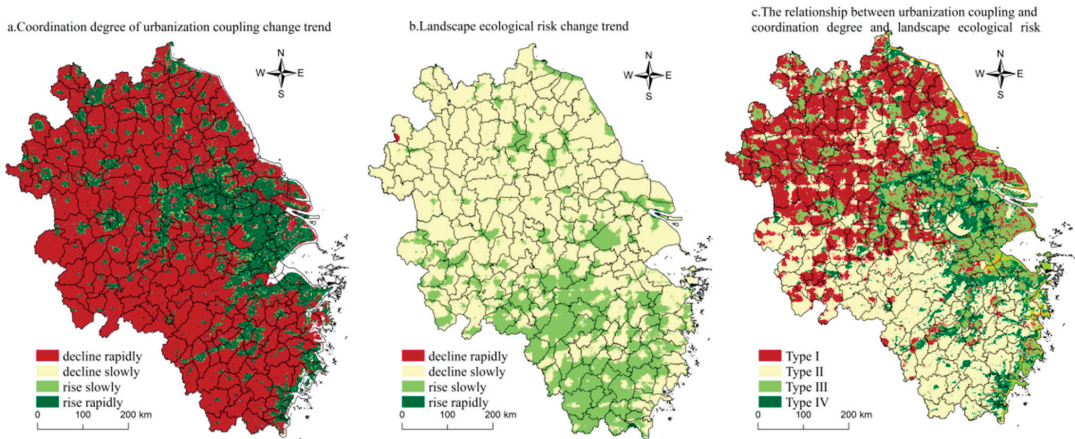 a.Coordination degree of urbanization coupling change trend
N
W E
S
decline rapidly
decline slowly
rise slowly
rise rapidly
0 100 200 km
b.Landscape ecological risk change trend
N
W E
S
decline rapidly
decline slowly
rise slowly
rise rapidly
0 100 200 km
c.The relationship between urbanization coupling and
coordination degree and landscape ecological risk
N
W E
S
Type I
Type II
Type III
Type IV
0 100 200 km